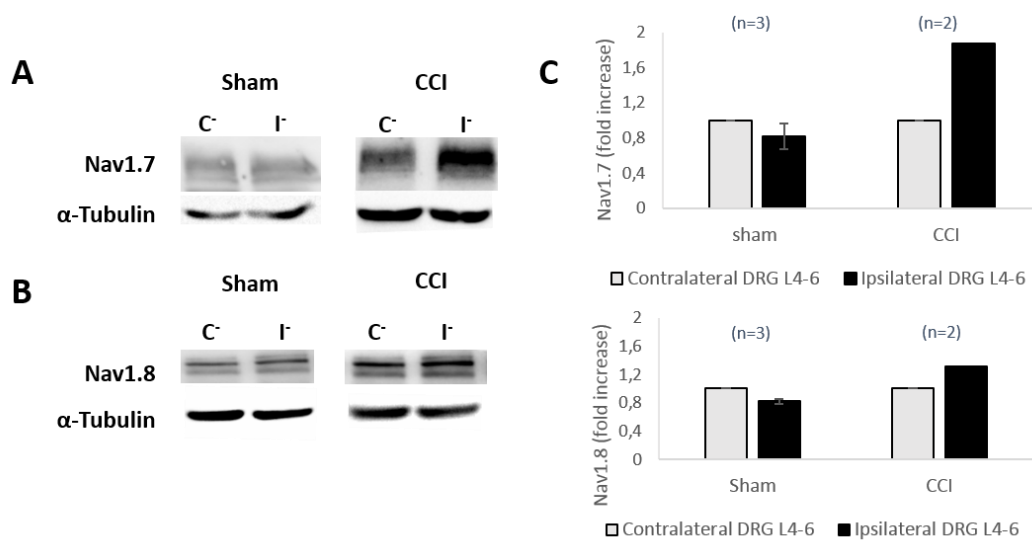 A
Sham
CCI
C- I-
C- I-
Nav1.7
α-Tubulin
B
Sham
CCI
C- I-
C- I-
Nav1.8
α-Tubulin
C
Nav1.7 (fold increase)
2
1,6
1,2
0,8
0,4
0
(n=3)
(n=2)
sham
CCI
Contralateral DRG L4-6
Ipsilateral DRG L4-6
Nav1.8 (fold increase)
2
1,6
1,2
0,8
0,4
0
(n=3)
(n=2)
Sham
CCI
Contralateral DRG L4-6
Ipsilateral DRG L4-6